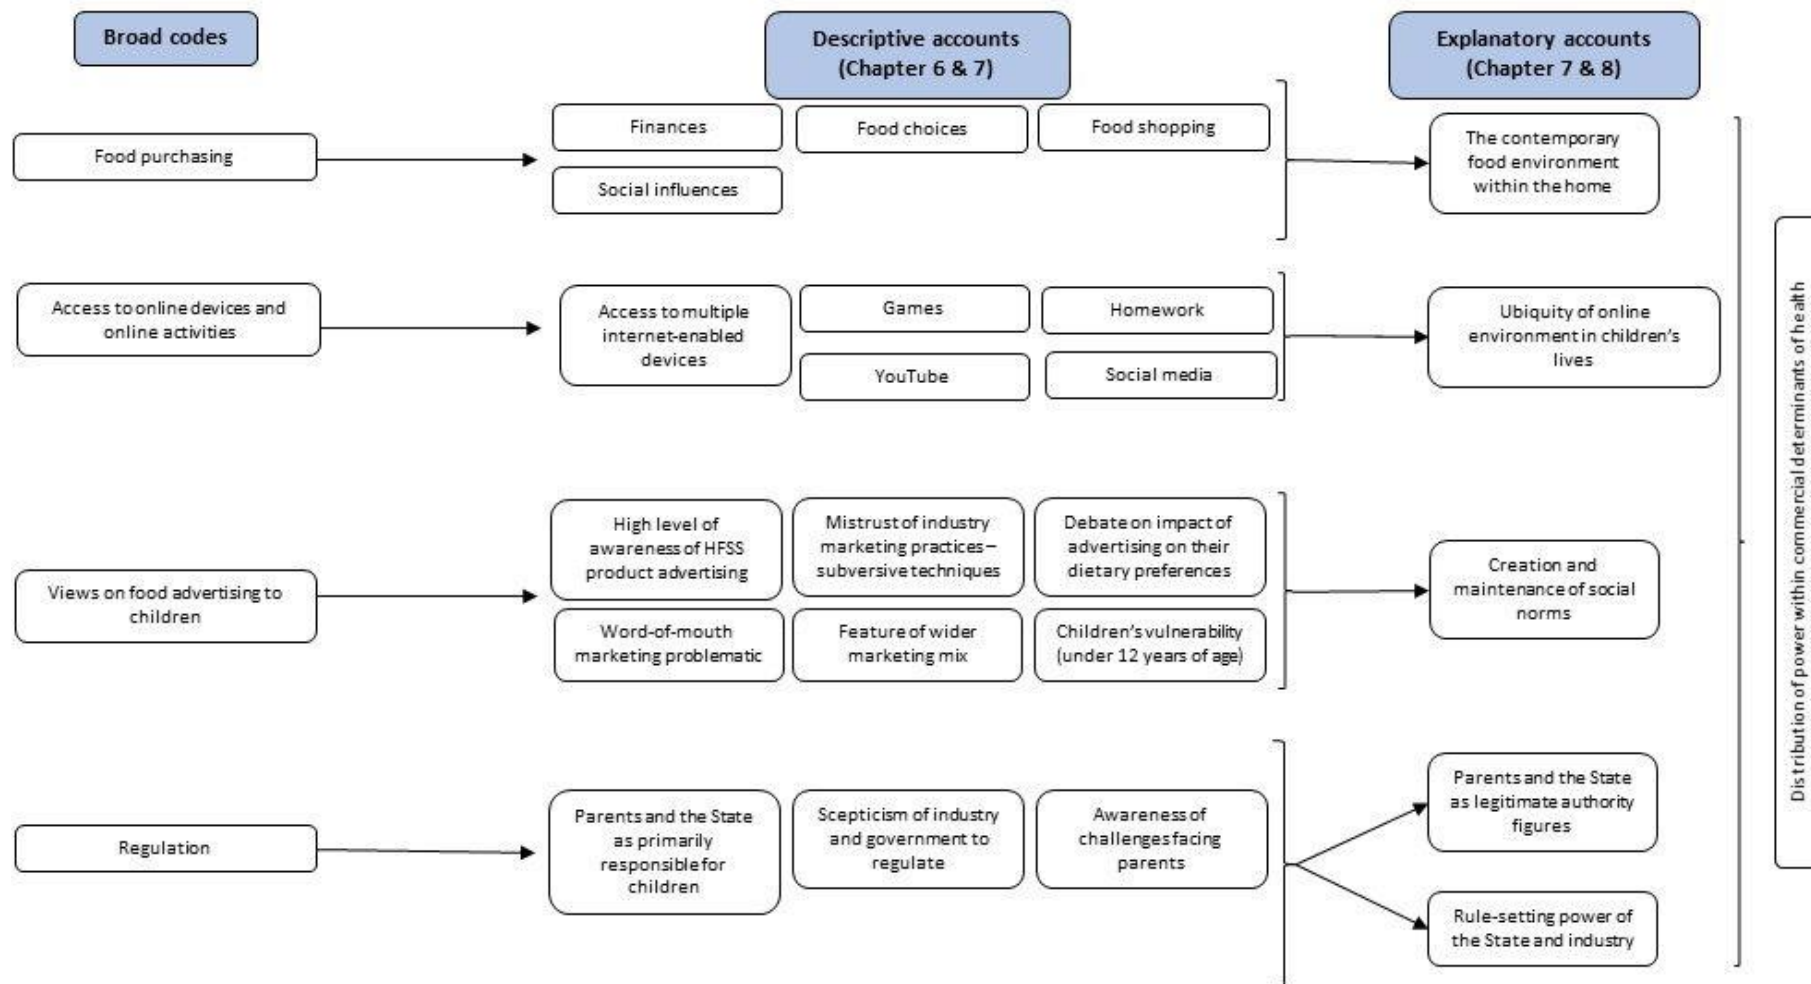 Broad codes
Descriptive accounts
(Chapter 6 & 7)
Explanatory accounts
(Chapter 7 & 8)
Food purchasing
Finances
Food choices
Food shopping
Social influences
The contemporary
food environment
within the home
Access to online devices and
online activities
Access to multiple
internet-enabled
devices
Games
Homework
YouTube
Social media
Ubiquity of online
environment in children's
lives
Views on food advertising to
children
High level of
awareness of HFSS
product advertising
Mistrust of industry
marketing practices –
subversive techniques
Debate on impact of
advertising on their
dietary preferences
Word-of-mouth
marketing problematic
Feature of wider
marketing mix
Children's vulnerability
(under 12 years of age)
Creation and
maintenance of social
norms
Regulation
Parents and the State
as primarily
responsible for
children
Scepticism of industry
and government to
regulate
Awareness of
challenges facing
parents
Parents and the State
as legitimate authority
figures
Rule-setting power of
the State and industry
Distribution of power within commercial determinants of health